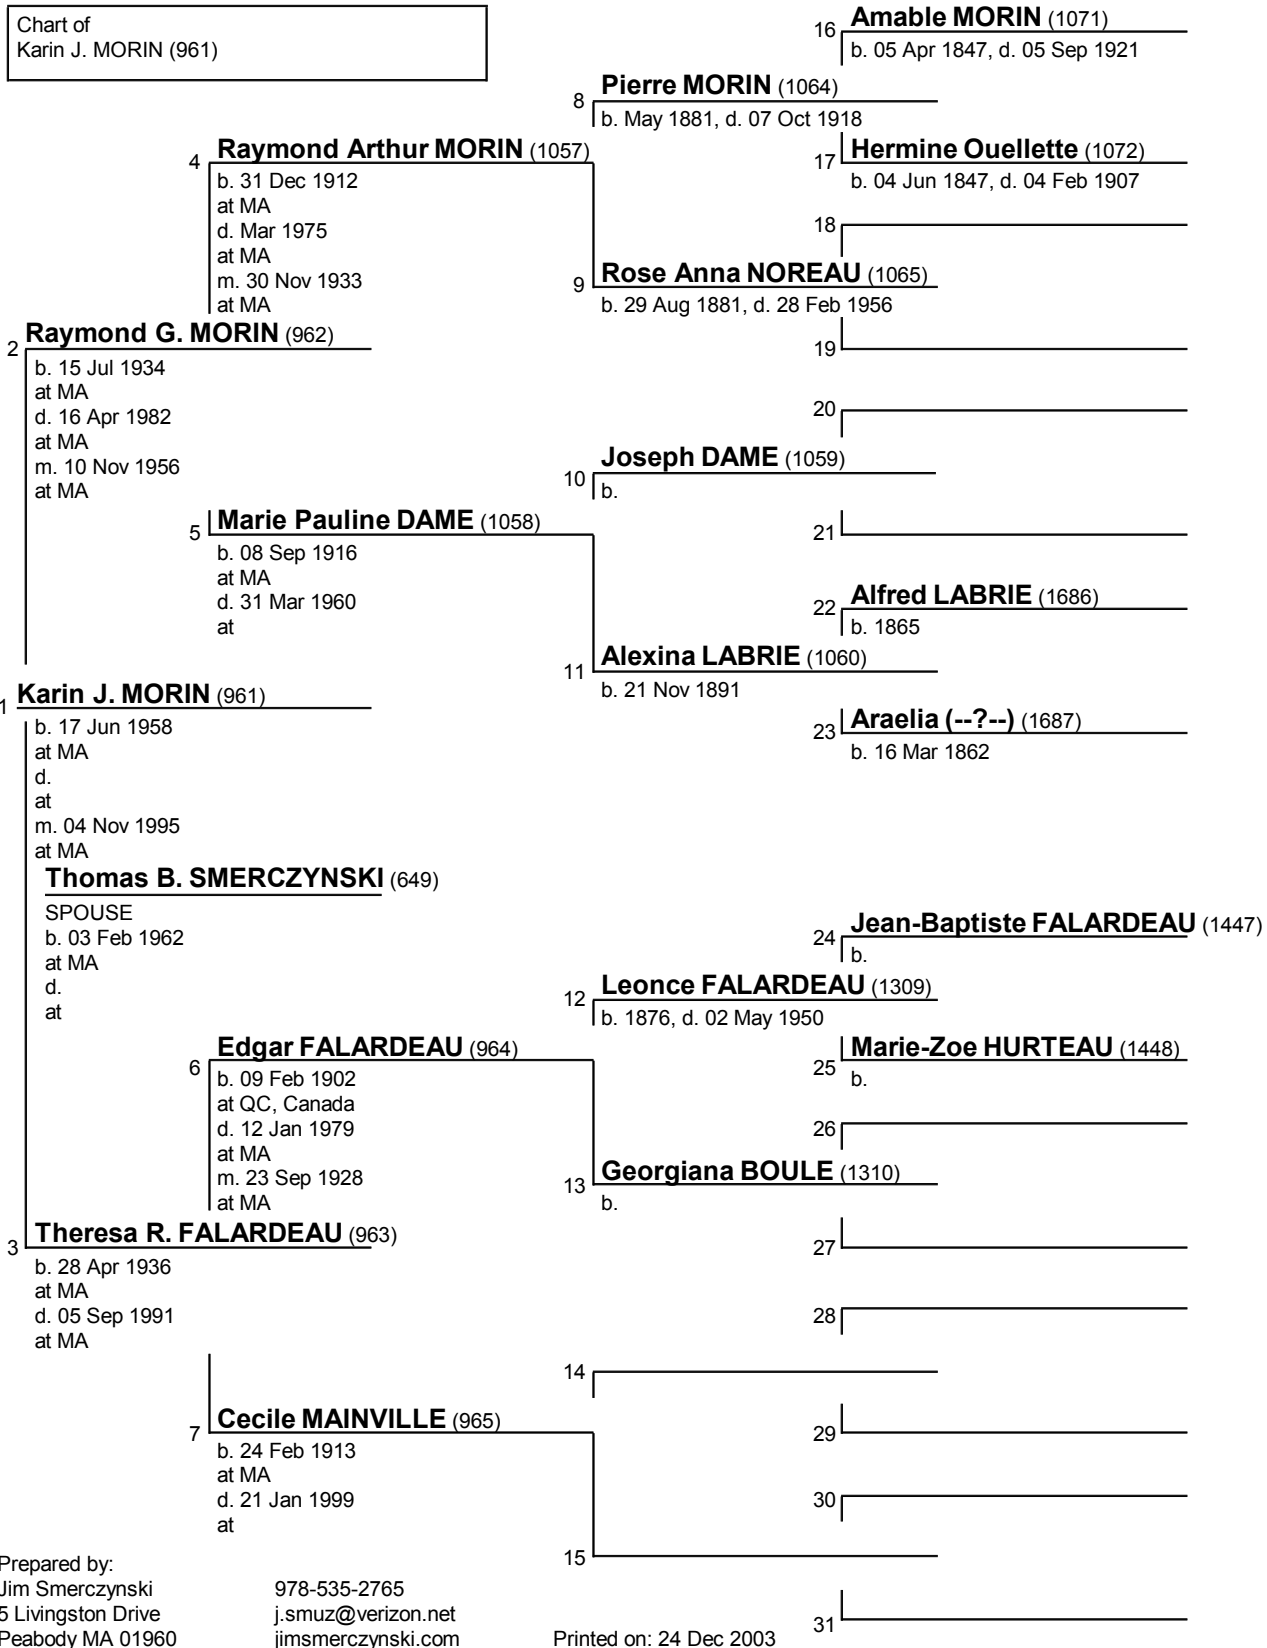 Chart of
Karin J. MORIN (961)
16 Amable MORIN (1071)
b. 05 Apr 1847, d. 05 Sep 1921
8 Pierre MORIN (1064)
b. May 1881, d. 07 Oct 1918
4 Raymond Arthur MORIN (1057)
b. 31 Dec 1912
at MA
d. Mar 1975
at MA
m. 30 Nov 1933
at MA
17 Hermine Ouellette (1072)
b. 04 Jun 1847, d. 04 Feb 1907
18
9 Rose Anna NOREAU (1065)
b. 29 Aug 1881, d. 28 Feb 1956
2 Raymond G. MORIN (962)
b. 15 Jul 1934
at MA
d. 16 Apr 1982
at MA
m. 10 Nov 1956
at MA
19
20
10 Joseph DAME (1059)
b.
5 Marie Pauline DAME (1058)
b. 08 Sep 1916
at MA
d. 31 Mar 1960
at
21
22 Alfred LABRIE (1686)
b. 1865
11 Alexina LABRIE (1060)
b. 21 Nov 1891
1 Karin J. MORIN (961)
b. 17 Jun 1958
at MA
d.
at
m. 04 Nov 1995
at MA
23 Araelia (--?--) (1687)
b. 16 Mar 1862
Thomas B. SMERCZYNSKI (649)
SPOUSE
b. 03 Feb 1962
at MA
d.
at
24 Jean-Baptiste FALARDEAU (1447)
b.
12 Leonce FALARDEAU (1309)
b. 1876, d. 02 May 1950
6 Edgar FALARDEAU (964)
b. 09 Feb 1902
at QC, Canada
d. 12 Jan 1979
at MA
m. 23 Sep 1928
at MA
25 Marie-Zoe HURTEAU (1448)
b.
26
13 Georgiana BOULE (1310)
b.
3 Theresa R. FALARDEAU (963)
b. 28 Apr 1936
at MA
d. 05 Sep 1991
at MA
27
28
14
7 Cecile MAINVILLE (965)
b. 24 Feb 1913
at MA
d. 21 Jan 1999
at
29
30
15
31
Prepared by:
Jim Smerczynski 978-535-2765
5 Livingston Drive j.smuz@verizon.net
Peabody MA 01960 jimsmerczynski.com Printed on: 24 Dec 2003